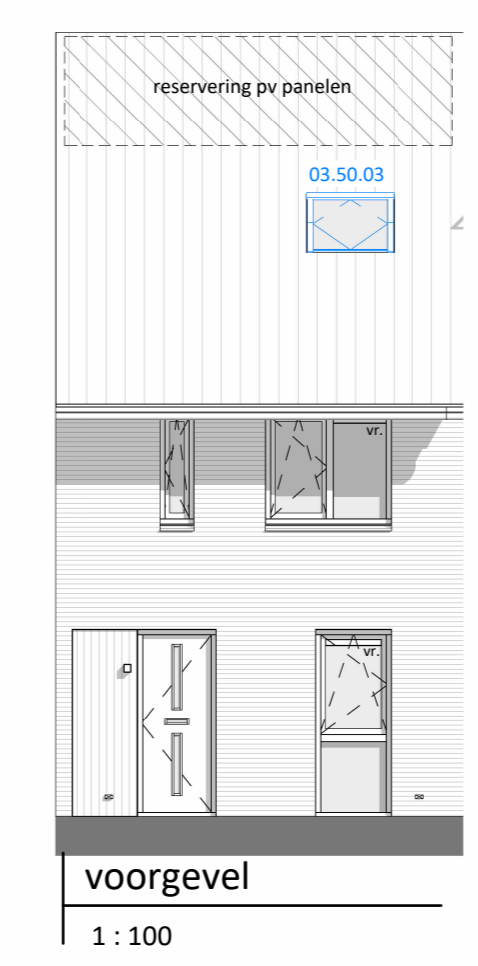 reservering pv panelen
03.50.03
vr.
vr.
voorgevel
1 : 100